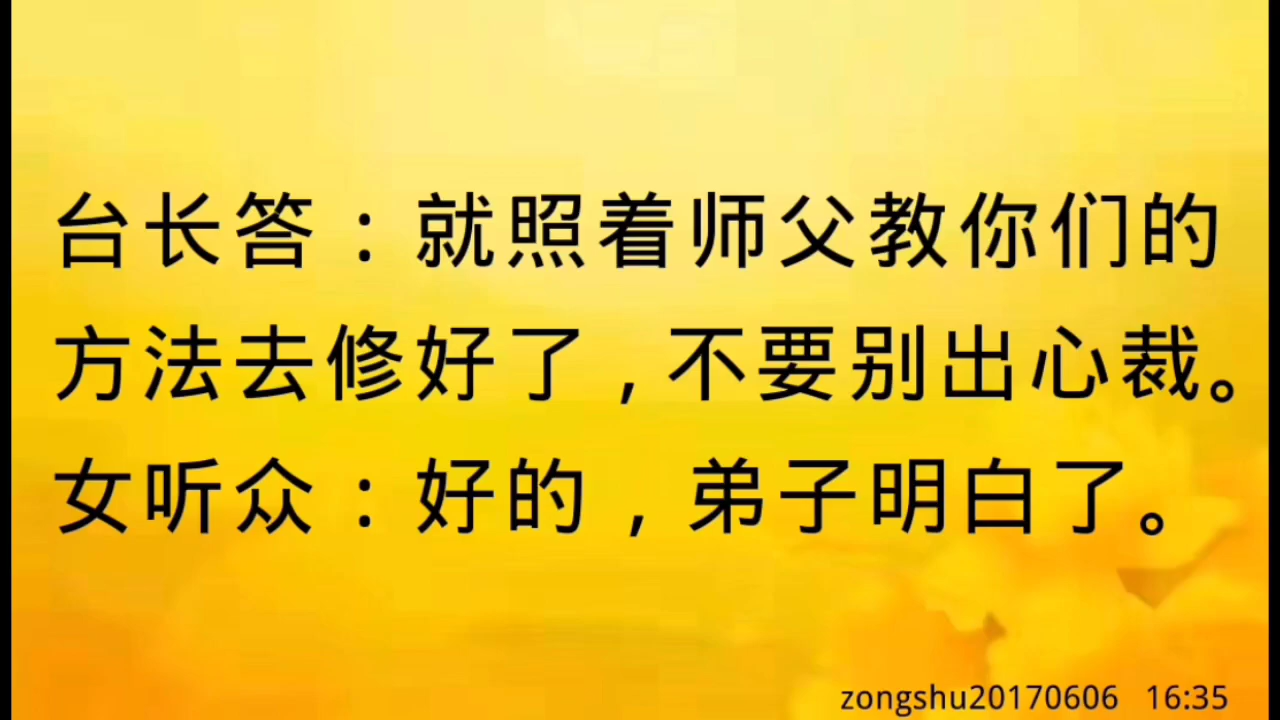 台长答：就照着师父教你们的
方法去修好了，不要别出心裁。
女听众：好的，弟子明白了。
zongshu20170606 16:35